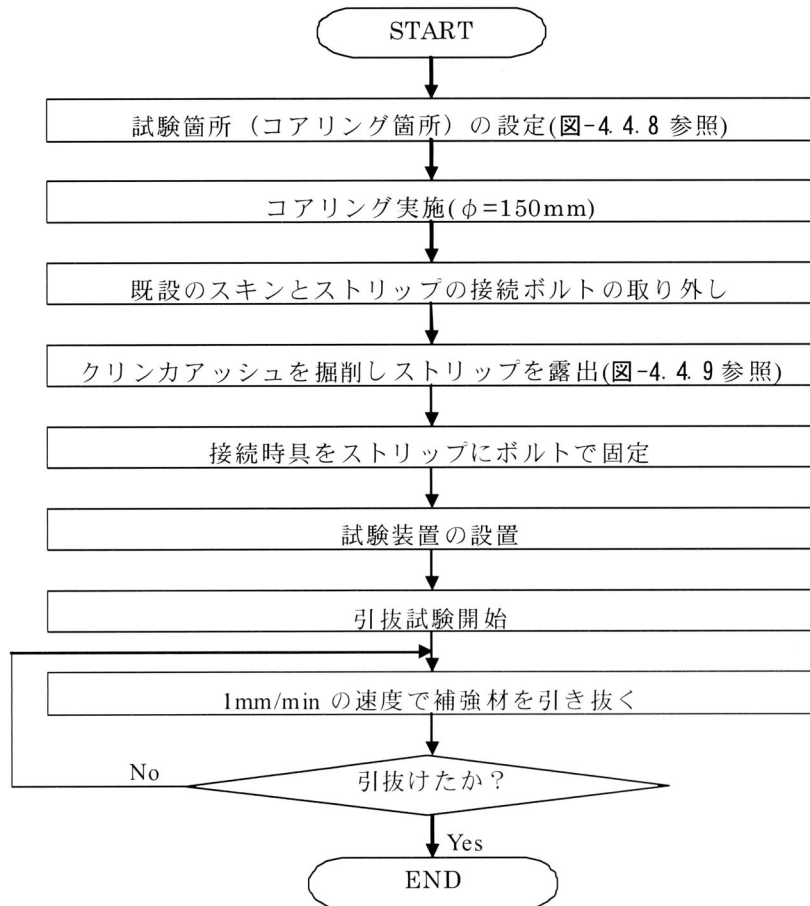 START
試験箇所（コアリング箇所）の設定(図-4.4.8 参照)
コアリング実施(φ=150mm)
既設のスキンとストリップの接続ボルトの取り外し
クリンカアッシュを掘削しストリップを露出(図-4.4.9 参照)
接続時具をストリップにボルトで固定
試験装置の設置
引抜試験開始
1mm/min の速度で補強材を引き抜く
引抜けたか？
No
Yes
END